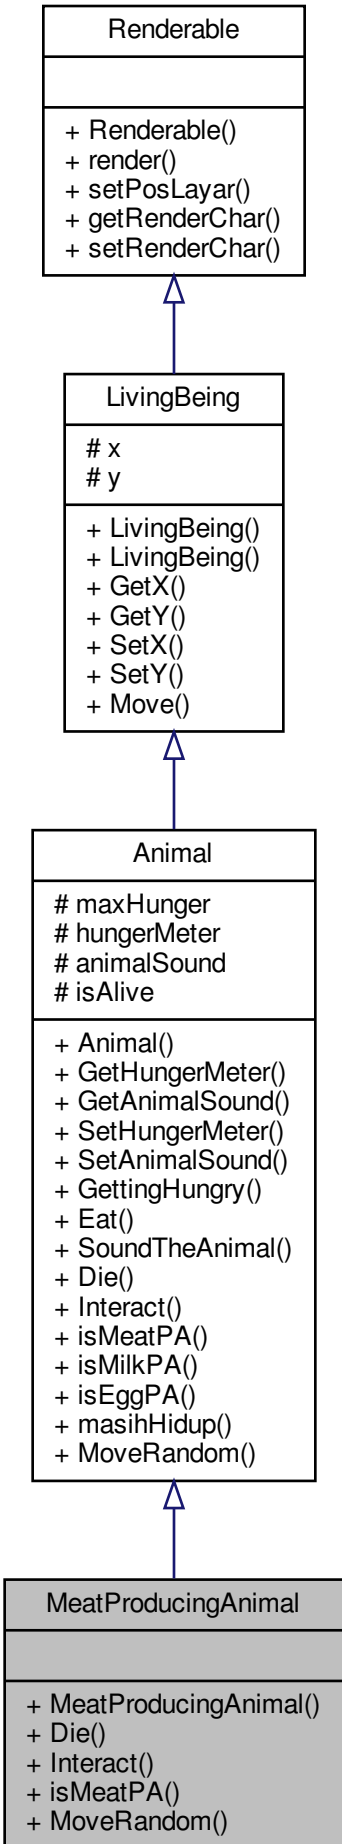 Renderable
+ Renderable()
+ render()
+ setPosLayar()
+ getRenderChar()
+ setRenderChar()
LivingBeing
# x
# y
+ LivingBeing()
+ LivingBeing()
+ GetX()
+ GetY()
+ SetX()
+ SetY()
+ Move()
Animal
# maxHunger
# hungerMeter
# animalSound
# isAlive
+ Animal()
+ GetHungerMeter()
+ GetAnimalSound()
+ SetHungerMeter()
+ SetAnimalSound()
+ GettingHungry()
+ Eat()
+ SoundTheAnimal()
+ Die()
+ Interact()
+ isMeatPA()
+ isMilkPA()
+ isEggPA()
+ masihHidup()
+ MoveRandom()
MeatProducingAnimal
+ MeatProducingAnimal()
+ Die()
+ Interact()
+ isMeatPA()
+ MoveRandom()